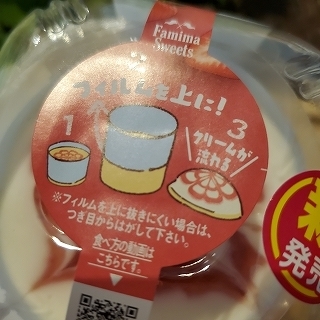 Famima
Sweets
フィルムを上に!
1
3
クリームが
流れる
※フィルムを上に抜きにくい場合は、
つぎ目からはがして下さい。
食べ方の動画は
こちらです。
新
発売